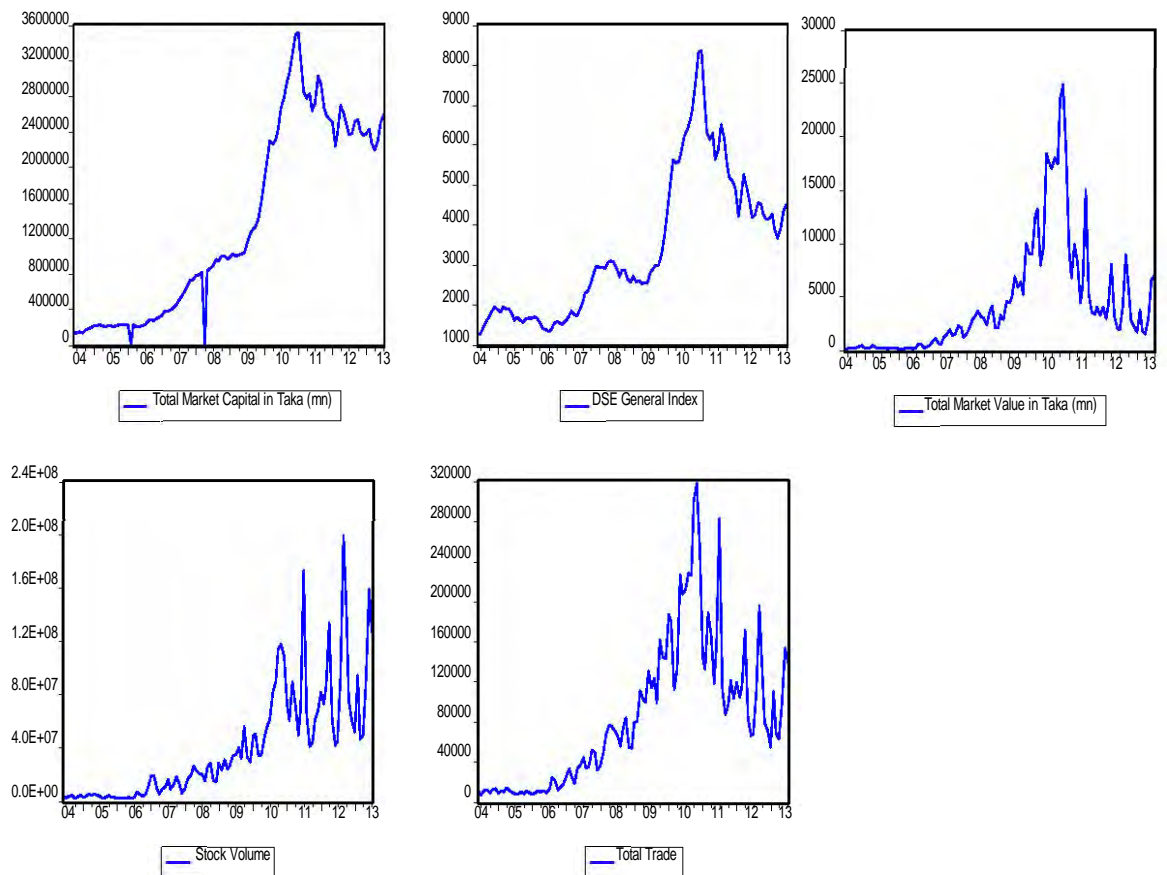 3600000
3200000
2800000
2400000
2000000
1600000
1200000
800000
400000
0
04 05 06 07 08 09 10 11 12 13
Total Market Capital in Taka (mn)
9000
8000
7000
6000
5000
4000
3000
2000
1000
04 05 06 07 08 09 10 11 12 13
DSE General Index
30000
25000
20000
15000
10000
5000
0
04 05 06 07 08 09 10 11 12 13
Total Market Value in Taka (mn)
2.4E+08
2.0E+08
1.6E+08
1.2E+08
8.0E+07
4.0E+07
0.0E+00
04 05 06 07 08 09 10 11 12 13
Stock Volume
320000
280000
240000
200000
160000
120000
80000
40000
0
04 05 06 07 08 09 10 11 12 13
Total Trade